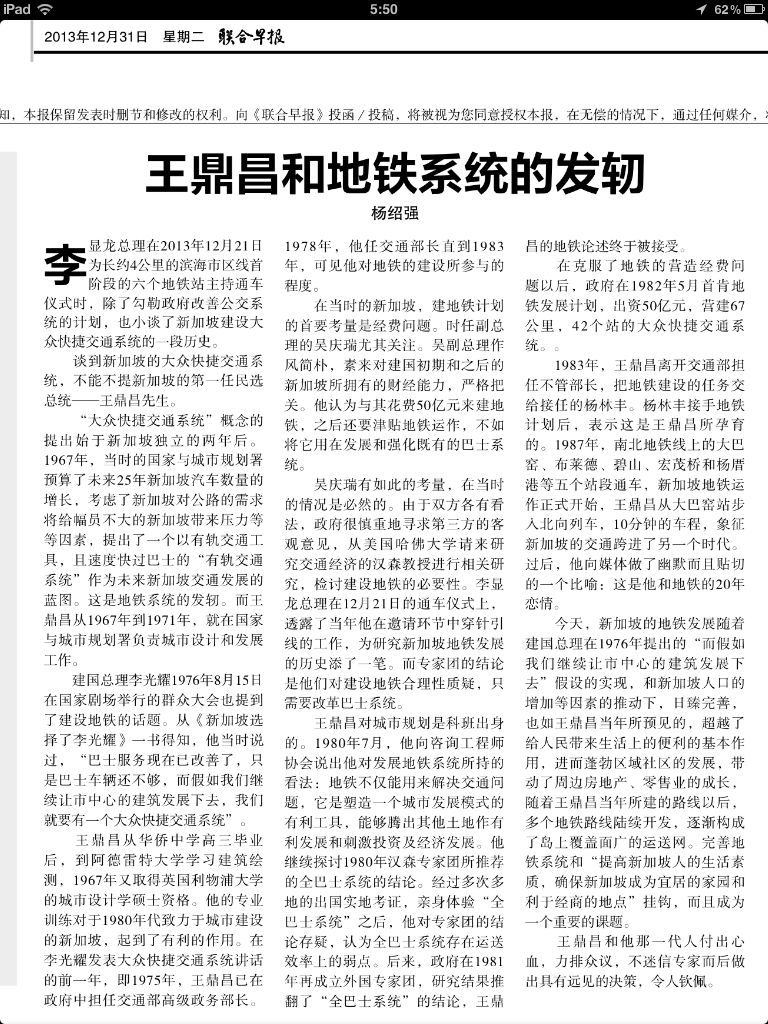 iPad
5:50
62%
2013年12月31日 星期二 联合早报
知，本报保留发表时删节和修改的权利。向《联合早报》投函／投稿，将被视为您同意授权本报，在无偿的情况下，通过任何媒介，
王鼎昌和地铁系统的发轫
杨绍强
李显龙总理在2013年12月21日
为长约4公里的滨海市区线首
阶段的六个地铁站主持通车
仪式时，除了勾勒政府改善公交系
统的计划，也小谈了新加坡建设大
众快捷交通系统的一段历史。
谈到新加坡的大众快捷交通系
统，不能不提新加坡的第一任民选
总统——王鼎昌先生。
“大众快捷交通系统”概念的
提出始于新加坡独立的两年后。
1967年，当时的国家与城市规划署
预算了未来25年新加坡汽车数量的
增长，考虑了新加坡对公路的需求
将给幅员不大的新加坡带来压力等
等因素，提出了一个以有轨交通工
具，且速度快过巴士的“有轨交通
系统”作为未来新加坡交通发展的
蓝图。这是地铁系统的发轫。而王
鼎昌从1967年到1971年，就在国家
与城市规划署负责城市设计和发展
工作。
建国总理李光耀1976年8月15日
在国家剧场举行的群众大会也提到
了建设地铁的话题。从《新加坡选
择了李光耀》一书得知，他当时说
过，“巴士服务现在已改善了，只
是巴士车辆还不够，而假如我们继
续让市中心的建筑发展下去，我们
就要有一个大众快捷交通系统”。
王鼎昌从华侨中学高三毕业
后，到阿德雷特大学学习建筑绘
测，1967年又取得英国利物浦大学
的城市设计学硕士资格。他的专业
训练对于1980年代致力于城市建设
的新加坡，起到了有利的作用。在
李光耀发表大众快捷交通系统讲话
的前一年，即1975年，王鼎昌已在
政府中担任交通部高级政务部长。
1978年，他任交通部长直到1983
年，可见他对地铁的建设所参与的
程度。
在当时的新加坡，建地铁计划
的首要考量是经费问题。时任副总
理的吴庆瑞尤其关注。吴副总理作
风简朴，素来对建国初期和之后的
新加坡所拥有的财经能力，严格把
关。他认为与其花费50亿元来建地
铁，之后还要津贴地铁运作，不如
将它用在发展和强化既有的巴士系
统。
吴庆瑞有如此的考量，在当时
的情况是必然的。由于双方各有看
法，政府很慎重地寻求第三方的客
观意见，从美国哈佛大学请来研
究交通经济的汉森教授进行相关研
究，检讨建设地铁的必要性。李显
龙总理在12月21日的通车仪式上，
透露了当年他在邀请环节中穿针引
线的工作，为研究新加坡地铁发展
的历史添了一笔。而专家团的结论
是他们对建设地铁合理性质疑，只
需要改革巴士系统。
王鼎昌对城市规划是科班出身
的。1980年7月，他向咨询工程师
协会说出他对发展地铁系统所持的
看法：地铁不仅能用来解决交通问
题，它是塑造一个城市发展模式的
有利工具，能够腾出其他土地作有
利发展和刺激投资及经济发展。他
继续探讨1980年汉森专家团所推荐
的全巴士系统的结论。经过多次多
地的出国实地考证，亲身体验“全
巴士系统”之后，他对专家团的结
论存疑，认为全巴士系统存在运送
效率上的弱点。后来，政府在1981
年再成立外国专家团，研究结果推
翻了“全巴士系统”的结论，王鼎
昌的地铁论述终于被接受。
在克服了地铁的营造经费问
题以后，政府在1982年5月首肯地
铁发展计划，出资50亿元，营建67
公里，42个站的大众快捷交通系
统。。
1983年，王鼎昌离开交通部担
任不管部长，把地铁建设的任务交
给接任的杨林丰。杨林丰接手地铁
计划后，表示这是王鼎昌所孕育
的。1987年，南北地铁线上的大巴
窑、布莱德、碧山、宏茂桥和杨厝
港等五个站段通车，新加坡地铁运
作正式开始，王鼎昌从大巴窑站步
入北向列车，10分钟的车程，象征
新加坡的交通跨进了另一个时代。
过后，他向媒体做了幽默而且贴切
的一个比喻：这是他和地铁的20年
恋情。
今天，新加坡的地铁发展随着
建国总理在1976年提出的“而假如
我们继续让市中心的建筑发展下
去”假设的实现，和新加坡人口的
增加等因素的推动下，日臻完善，
也如王鼎昌当年所预见的，超越了
给人民带来生活上的便利的基本作
用，进而蓬勃区域社区的发展，带
动了周边房地产、零售业的成长，
随着王鼎昌当年所建的路线以后，
多个地铁路线陆续开发，逐渐构成
了岛上覆盖面广的运送网。完善地
铁系统和“提高新加坡人的生活素
质，确保新加坡成为宜居的家园和
利于经商的地点”挂钩，而且成为
一个重要的课题。
王鼎昌和他那一代人付出心
血，力排众议，不迷信专家而后做
出具有远见的决策，令人钦佩。